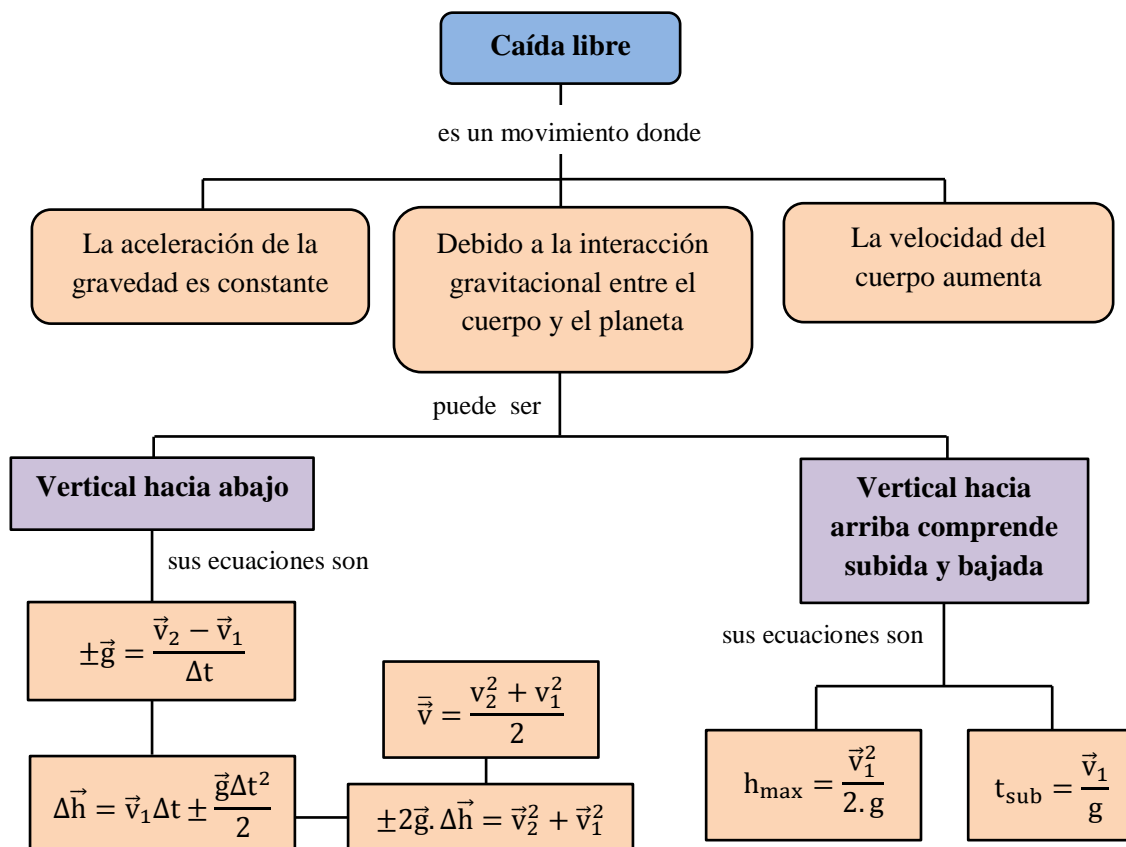 Caída libre
es un movimiento donde
La aceleración de la
gravedad es constante
Debido a la interacción
gravitacional entre el
cuerpo y el planeta
La velocidad del
cuerpo aumenta
puede  ser
Vertical hacia abajo
sus ecuaciones son
±g⃗ = (v⃗₂ − v⃗₁)/Δt
Δh⃗ = v⃗₁Δt ± g⃗Δt²/2
v̄⃗ = (v₂² + v₁²)/2
±2g⃗. Δh⃗ = v⃗₂² + v⃗₁²
Vertical hacia
arriba comprende
subida y bajada
sus ecuaciones son
hₘₐₓ = v⃗₁²/2. g
tₛᵤb = v⃗₁/g